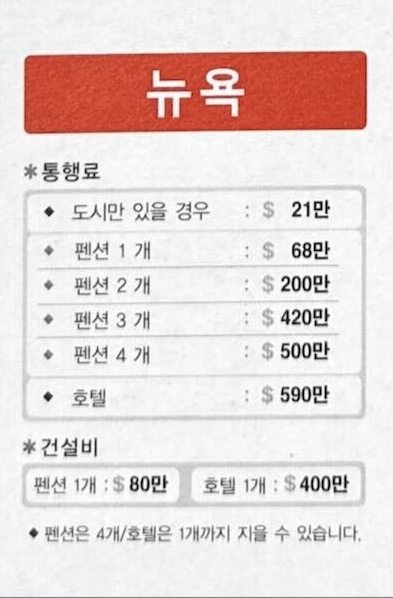 뉴욕
*통행료
◆ 도시만 있을 경우 : $ 21만
◆ 펜션 1 개 : $ 68만
◆ 펜션 2 개 : $ 200만
◆ 펜션 3 개 : $ 420만
◆ 펜션 4 개 : $ 500만
◆ 호텔 : $ 590만
*건설비
펜션 1개 : $ 80만 호텔 1개 : $ 400만
◆ 펜션은 4개/호텔은 1개까지 지을 수 있습니다.